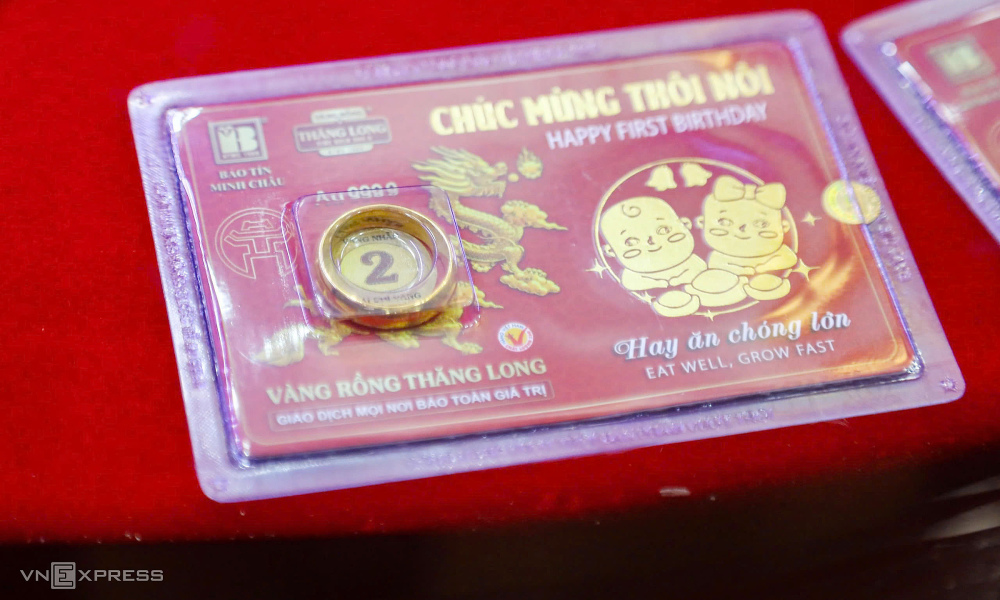 CHÚC MỪNG THÔI NÔI
HAPPY FIRST BIRTHDAY
THĂNG LONG
BẢO TÍN
MINH CHÂU
Au 999.9
2
Hay ăn chóng lớn
EAT WELL, GROW FAST
VÀNG RỒNG THĂNG LONG
GIAO DỊCH MỌI NƠI BẢO TOÀN GIÁ TRỊ
VNEXPRESS